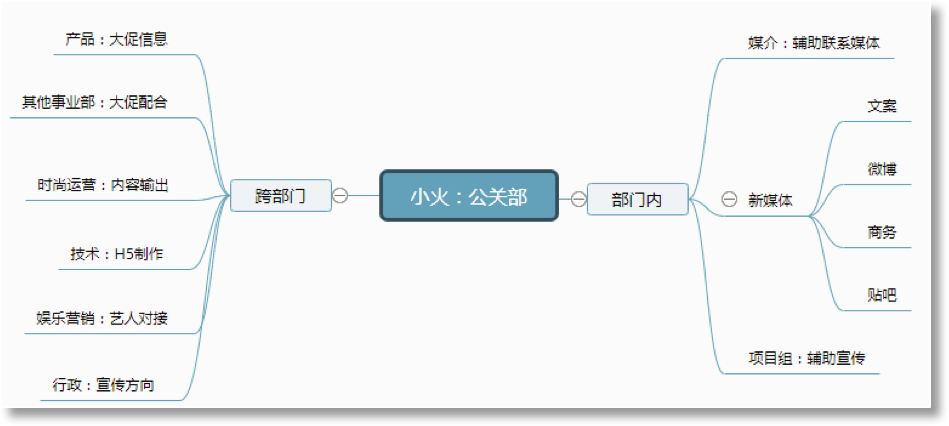 产品：大促信息
其他事业部：大促配合
时尚运营：内容输出
技术：H5制作
娱乐营销：艺人对接
行政：宣传方向
跨部门
小火：公关部
部门内
媒介：辅助联系媒体
新媒体
文案
微博
商务
贴吧
项目组：辅助宣传